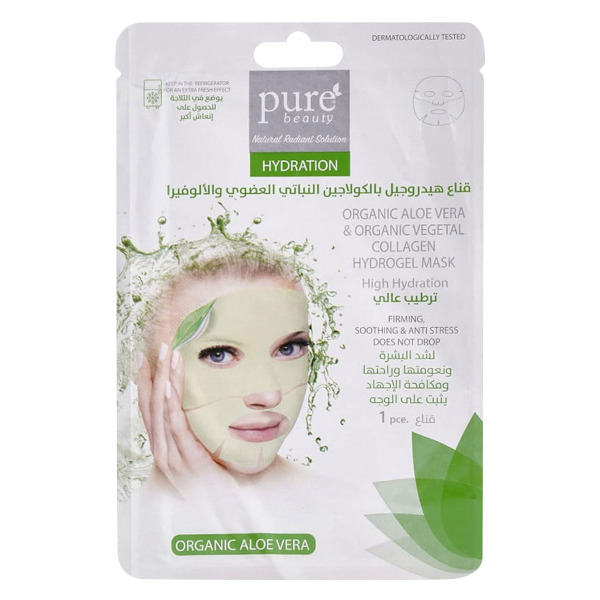 DERMATOLOGICALLY TESTED
KEEP IN THE REFRIGERATOR
FOR AN EXTRA FRESH EFFECT
يوضع في الثلاجة
للحصول على
إنعاش أكبر
pure
beauty
Natural Radiant Solution
HYDRATION
قناع هيدروجيل بالكولاجين النباتي العضوي والألوفيرا
ORGANIC ALOE VERA
& ORGANIC VEGETAL
COLLAGEN
HYDROGEL MASK
High Hydration
ترطيب عالي
FIRMING,
SOOTHING & ANTI STRESS
DOES NOT DROP
لشد البشرة
ونعومتها وراحتها
ومكافحة الإجهاد
يثبت على الوجه
1 pce. قناع
ORGANIC ALOE VERA